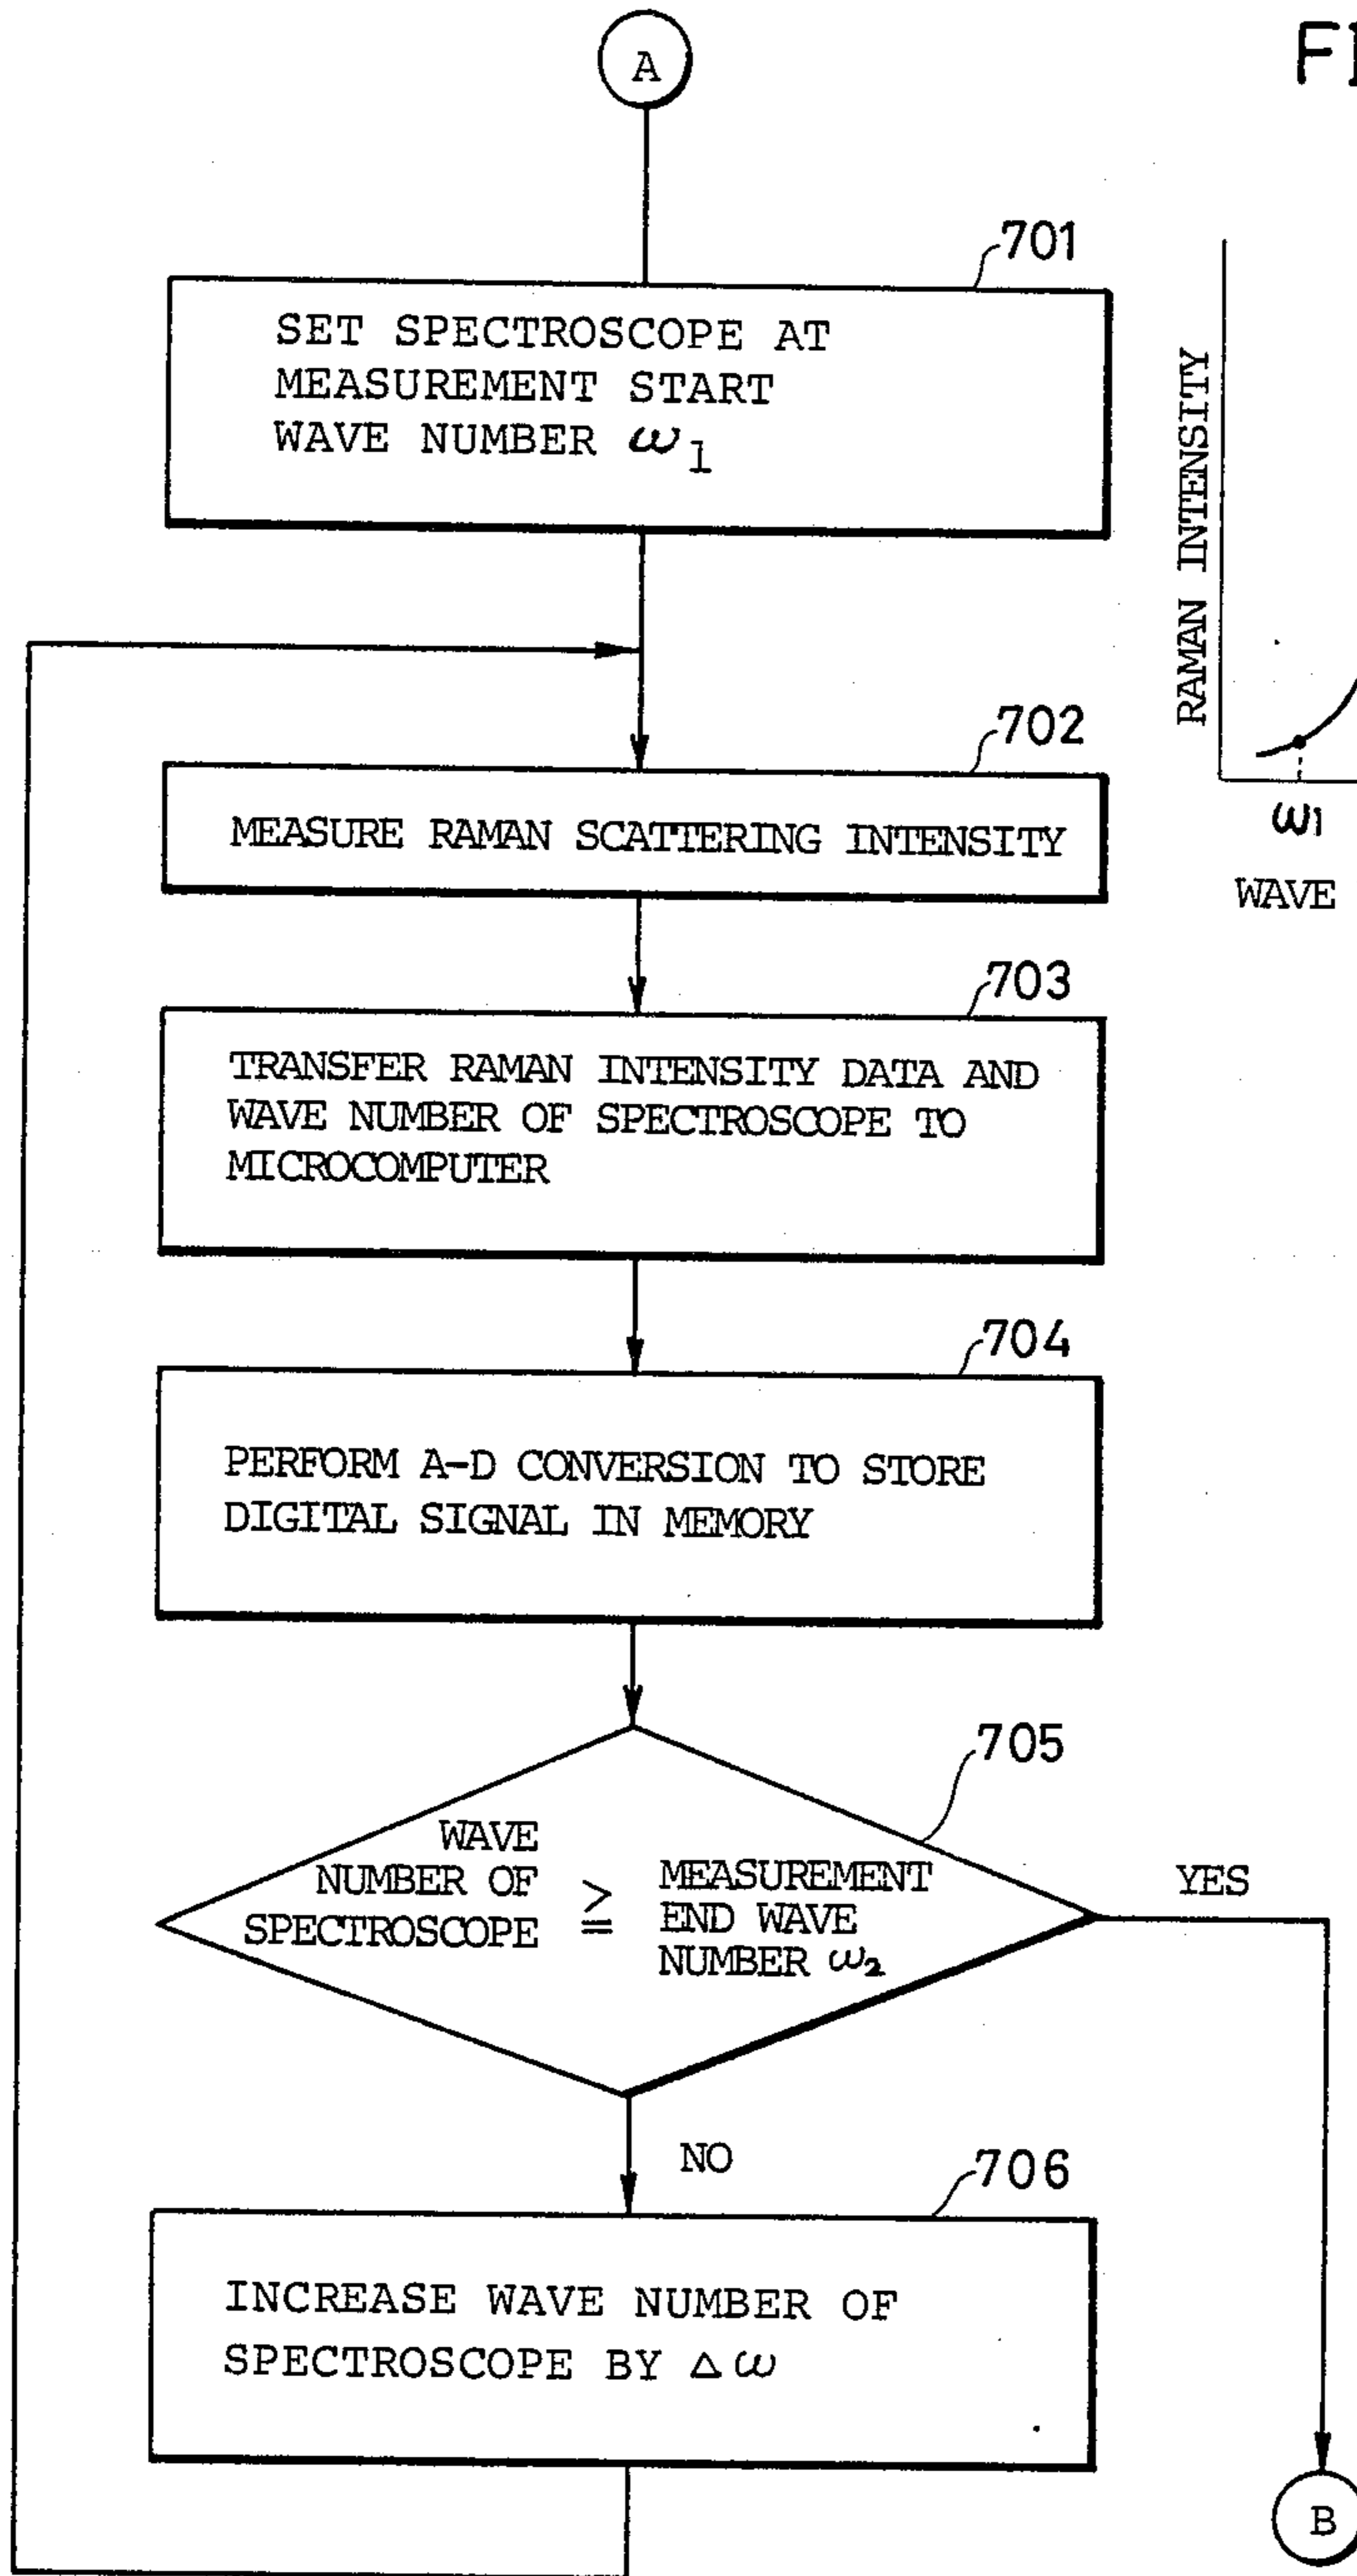 A
701
SET SPECTROSCOPE AT
MEASUREMENT START
WAVE NUMBER ω1
702
MEASURE RAMAN SCATTERING INTENSITY
703
TRANSFER RAMAN INTENSITY DATA AND
WAVE NUMBER OF SPECTROSCOPE TO
MICROCOMPUTER
704
PERFORM A-D CONVERSION TO STORE
DIGITAL SIGNAL IN MEMORY
705
WAVE
NUMBER OF
SPECTROSCOPE
≧
MEASUREMENT
END WAVE
NUMBER ω2
YES
NO
706
INCREASE WAVE NUMBER OF
SPECTROSCOPE BY Δω
B
RAMAN INTENSITY
ω1
WAVE